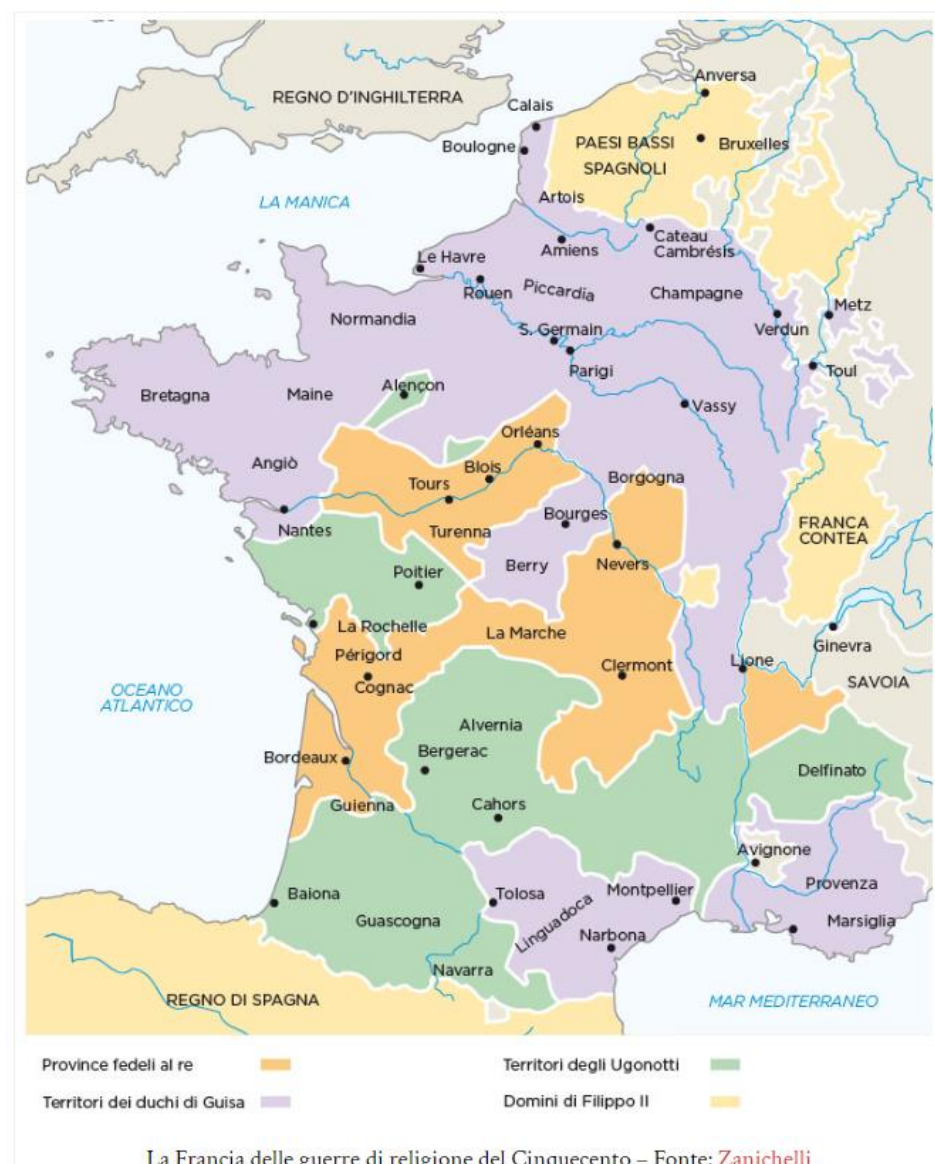 REGNO D'INGHILTERRA
Calais
Boulogne
Anversa
PAESI BASSI
SPAGNOLI
Bruxelles
LA MANICA
Artois
Amiens
Cateau
Cambrésis
Le Havre
Rouen
Piccardia
Champagne
Metz
Normandia
S. Germain
Verdun
Parigi
Toul
Bretagna
Maine
Alençon
Vassy
Orléans
Angiò
Blois
Tours
Borgogna
Nantes
Turenna
Bourges
FRANCA
CONTEA
Poitier
Berry
Nevers
La Rochelle
La Marche
Ginevra
Périgord
Cognac
Clermont
Lione
SAVOIA
OCEANO
ATLANTICO
Alvernia
Bordeaux
Bergerac
Delfinato
Guienna
Cahors
Avignone
Baiona
Tolosa
Montpellier
Provenza
Guascogna
Linguadoca
Narbona
Marsiglia
Navarra
REGNO DI SPAGNA
MAR MEDITERRANEO
Province fedeli al re
Territori degli Ugonotti
Territori dei duchi di Guisa
Domini di Filippo II
La Francia delle guerre di religione del Cinquecento – Fonte: Zanichelli